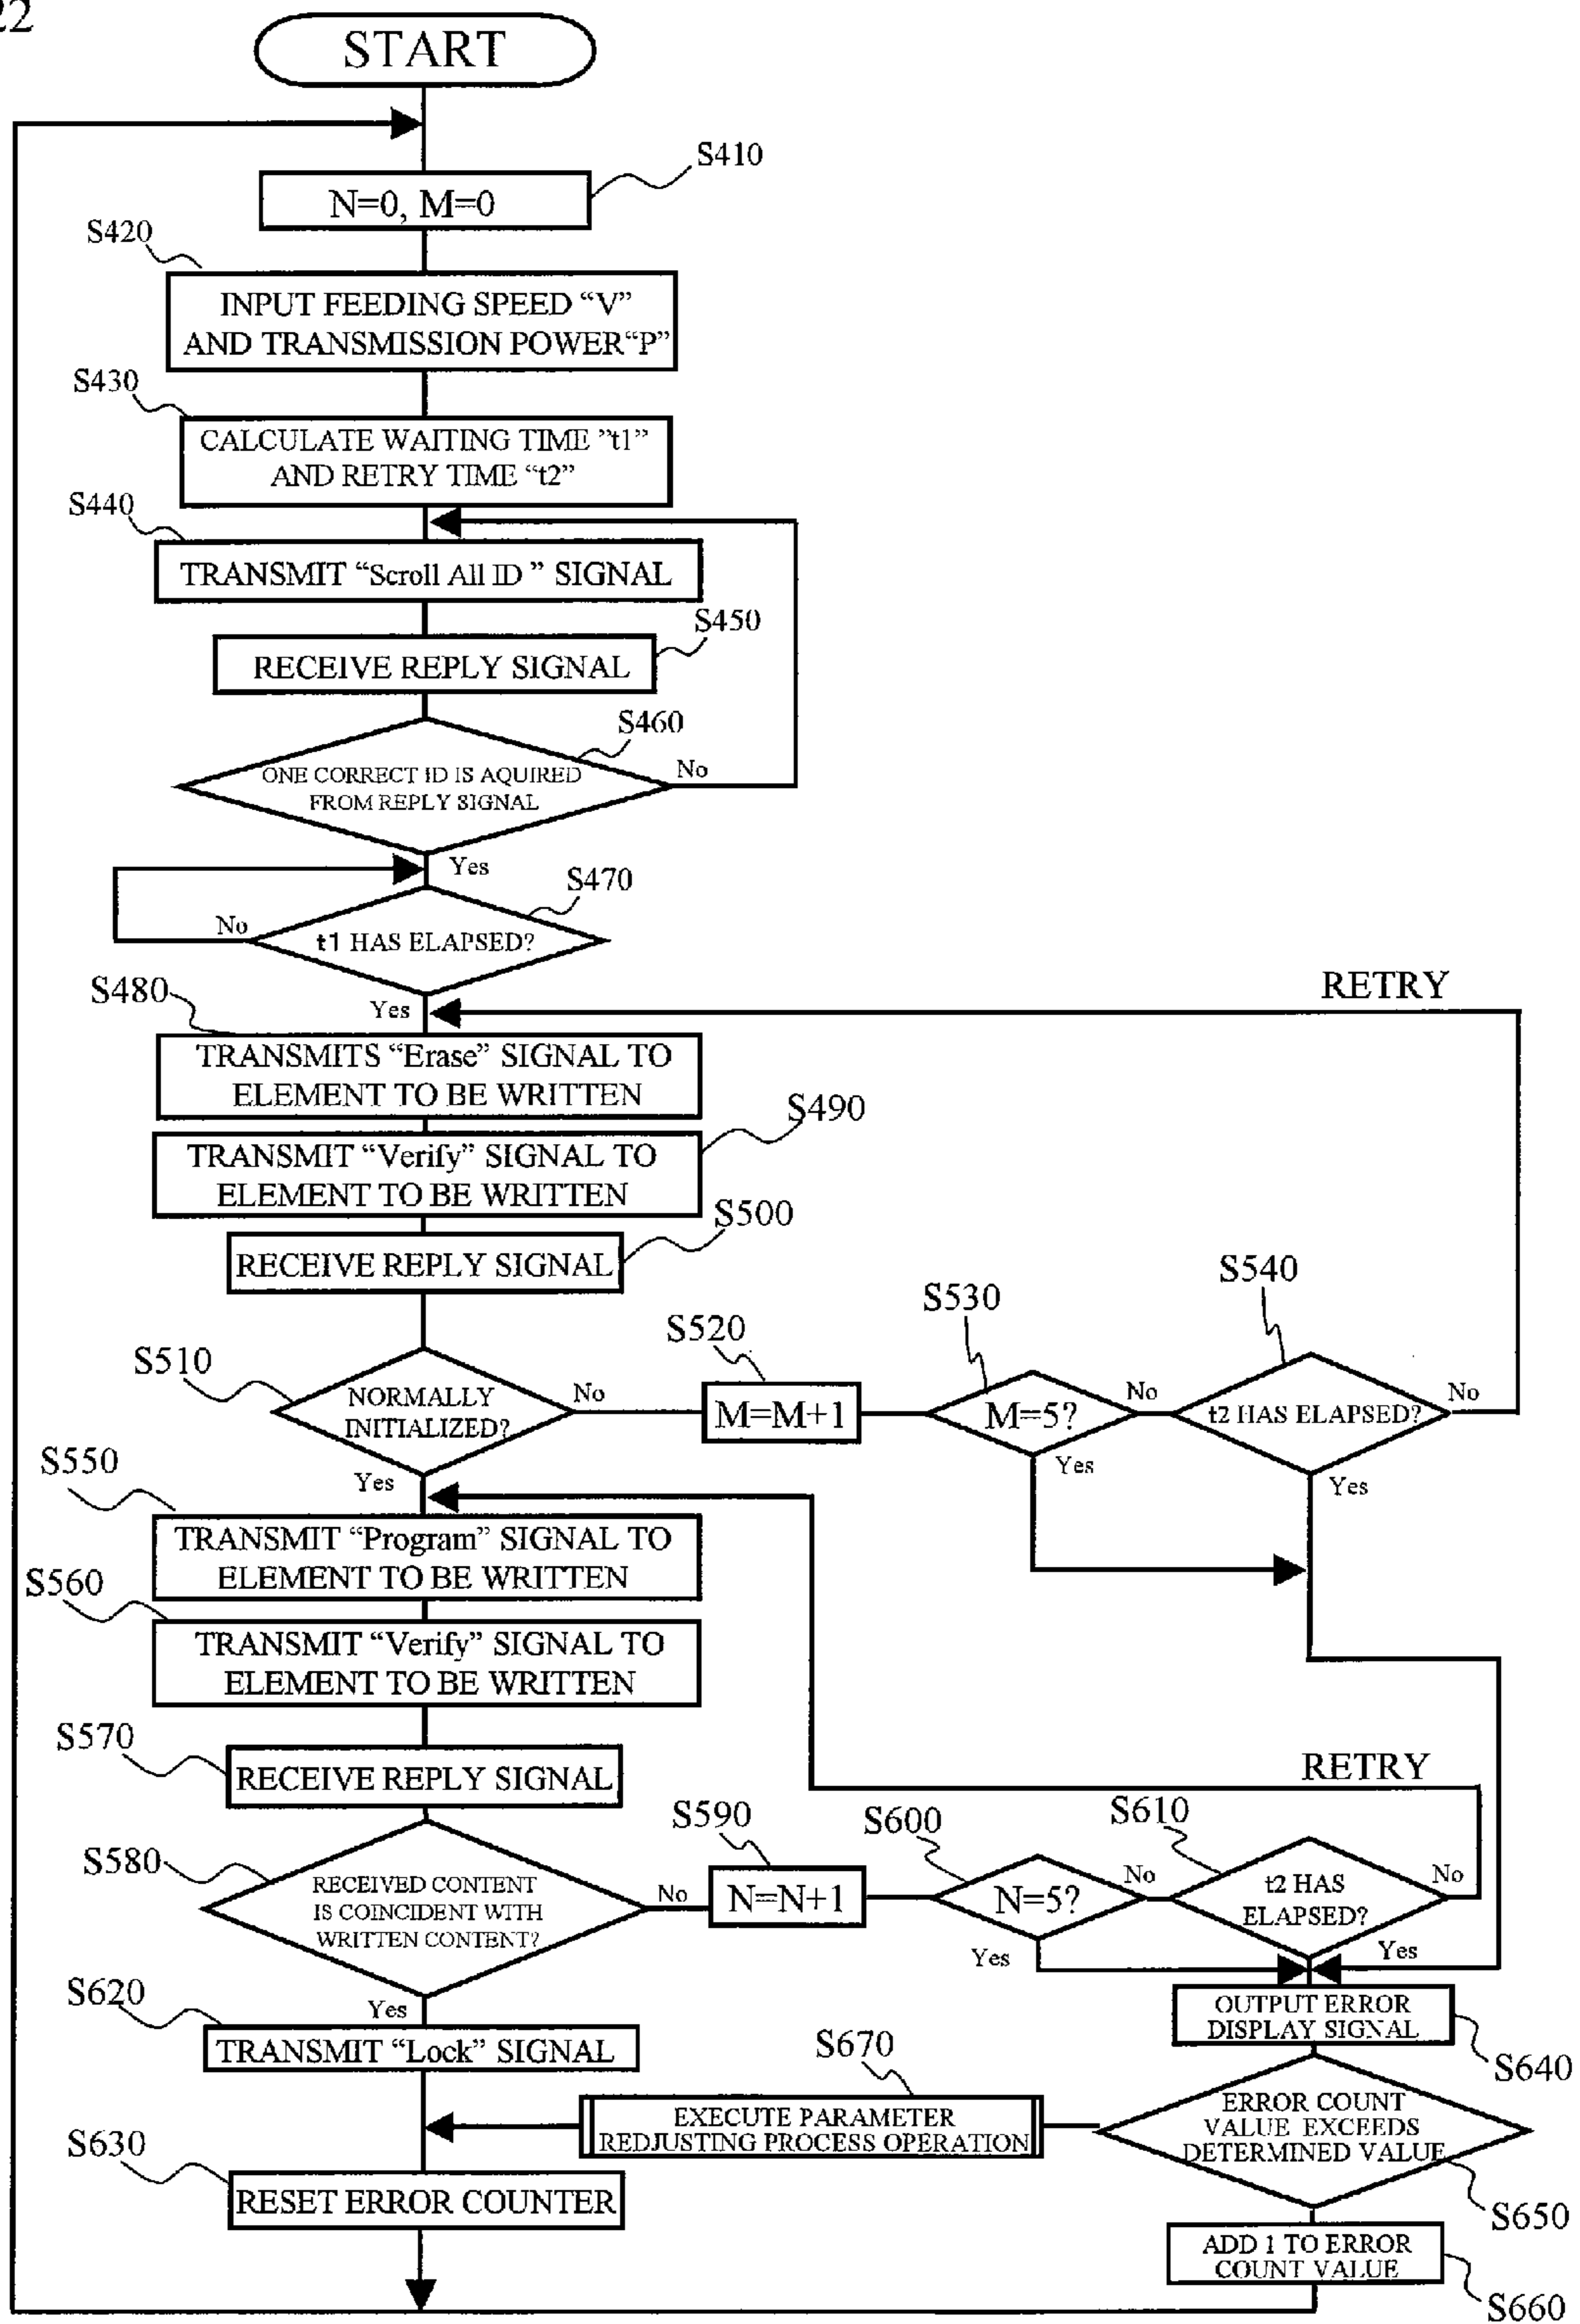 22
START
S410
N=0, M=0
S420
INPUT FEEDING SPEED “V”
AND TRANSMISSION POWER“P”
S430
CALCULATE WAITING TIME ”t1”
AND RETRY TIME “t2”
S440
TRANSMIT “Scroll All ID ” SIGNAL
S450
RECEIVE REPLY SIGNAL
S460
ONE CORRECT ID IS AQUIRED
FROM REPLY SIGNAL
No
Yes
S470
No
t1 HAS ELAPSED?
S480
Yes
RETRY
TRANSMITS “Erase” SIGNAL TO
ELEMENT TO BE WRITTEN
S490
TRANSMIT “Verify” SIGNAL TO
ELEMENT TO BE WRITTEN
S500
RECEIVE REPLY SIGNAL
S510
NORMALLY
INITIALIZED?
No
S520
M=M+1
S530
M=5?
No
Yes
S540
t2 HAS ELAPSED?
No
Yes
S550
Yes
TRANSMIT “Program” SIGNAL TO
ELEMENT TO BE WRITTEN
S560
TRANSMIT “Verify” SIGNAL TO
ELEMENT TO BE WRITTEN
S570
RECEIVE REPLY SIGNAL
RETRY
S580
RECEIVED CONTENT
IS COINCIDENT WITH
WRITTEN CONTENT?
No
S590
N=N+1
S600
N=5?
No
Yes
S610
t2 HAS
ELAPSED?
No
Yes
S620
Yes
TRANSMIT “Lock” SIGNAL
OUTPUT ERROR
DISPLAY SIGNAL
S640
S670
EXECUTE PARAMETER
REDJUSTING PROCESS OPERATION
ERROR COUNT
VALUE EXCEEDS
DETERMINED VALUE
S650
S630
RESET ERROR COUNTER
ADD 1 TO ERROR
COUNT VALUE
S660